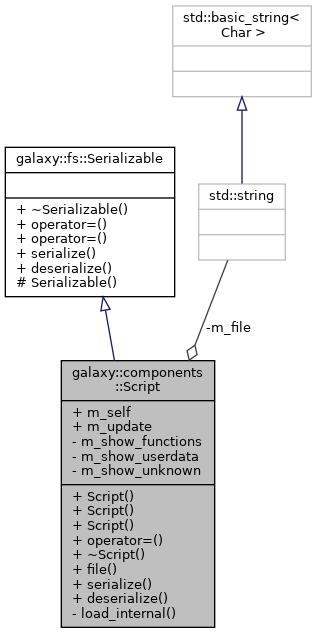 std::basic_string<
Char >
galaxy::fs::Serializable
+ ~Serializable()
+ operator=()
+ operator=()
+ serialize()
+ deserialize()
# Serializable()
std::string
-m_file
galaxy::components
::Script
+ m_self
+ m_update
- m_show_functions
- m_show_userdata
- m_show_unknown
+ Script()
+ Script()
+ Script()
+ operator=()
+ ~Script()
+ file()
+ serialize()
+ deserialize()
- load_internal()